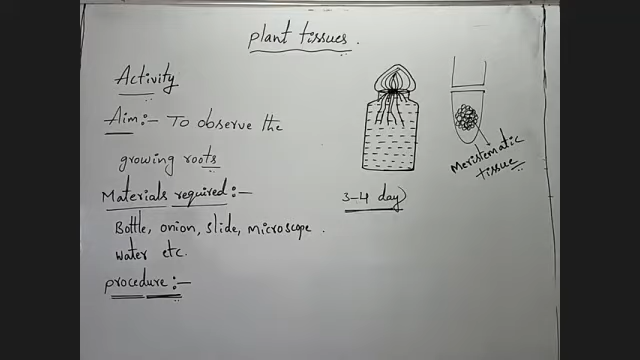 plant tissues.
Activity
Aim:- To observe the
growing roots
Materials required:-
Bottle, onion, slide, microscope.
water etc.
procedure:-
3-4 day)
Meristematic
tissue